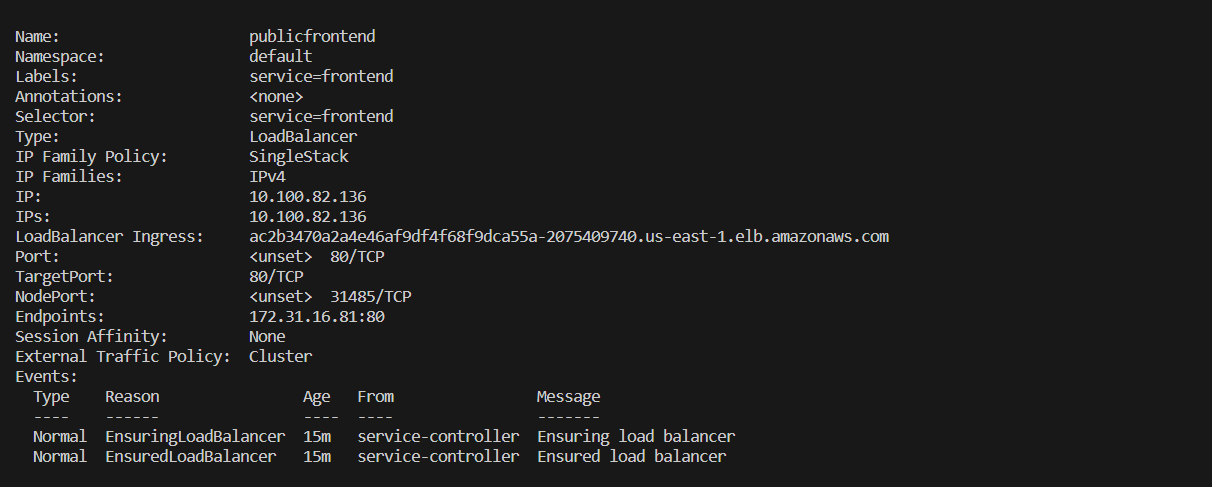 Name:                     publicfrontend
Namespace:                default
Labels:                   service=frontend
Annotations:              <none>
Selector:                 service=frontend
Type:                     LoadBalancer
IP Family Policy:         SingleStack
IP Families:              IPv4
IP:                       10.100.82.136
IPs:                      10.100.82.136
LoadBalancer Ingress:     ac2b3470a2a4e46af9df4f68f9dca55a-2075409740.us-east-1.elb.amazonaws.com
Port:                     <unset>  80/TCP
TargetPort:               80/TCP
NodePort:                 <unset>  31485/TCP
Endpoints:                172.31.16.81:80
Session Affinity:         None
External Traffic Policy:  Cluster
Events:
  Type    Reason                Age   From                Message
  ----    ------                ----  ----                -------
  Normal  EnsuringLoadBalancer  15m   service-controller  Ensuring load balancer
  Normal  EnsuredLoadBalancer   15m   service-controller  Ensured load balancer